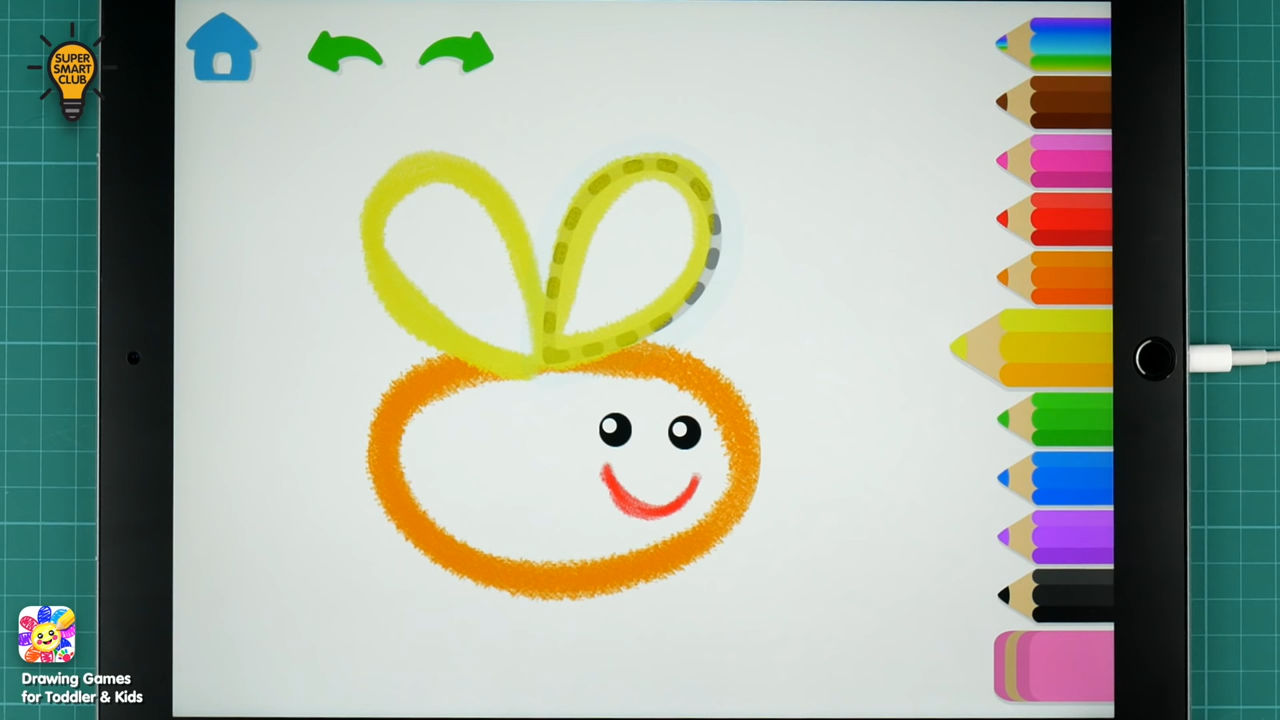 SUPER
SMART
CLUB
Drawing Games
for Toddler & Kids